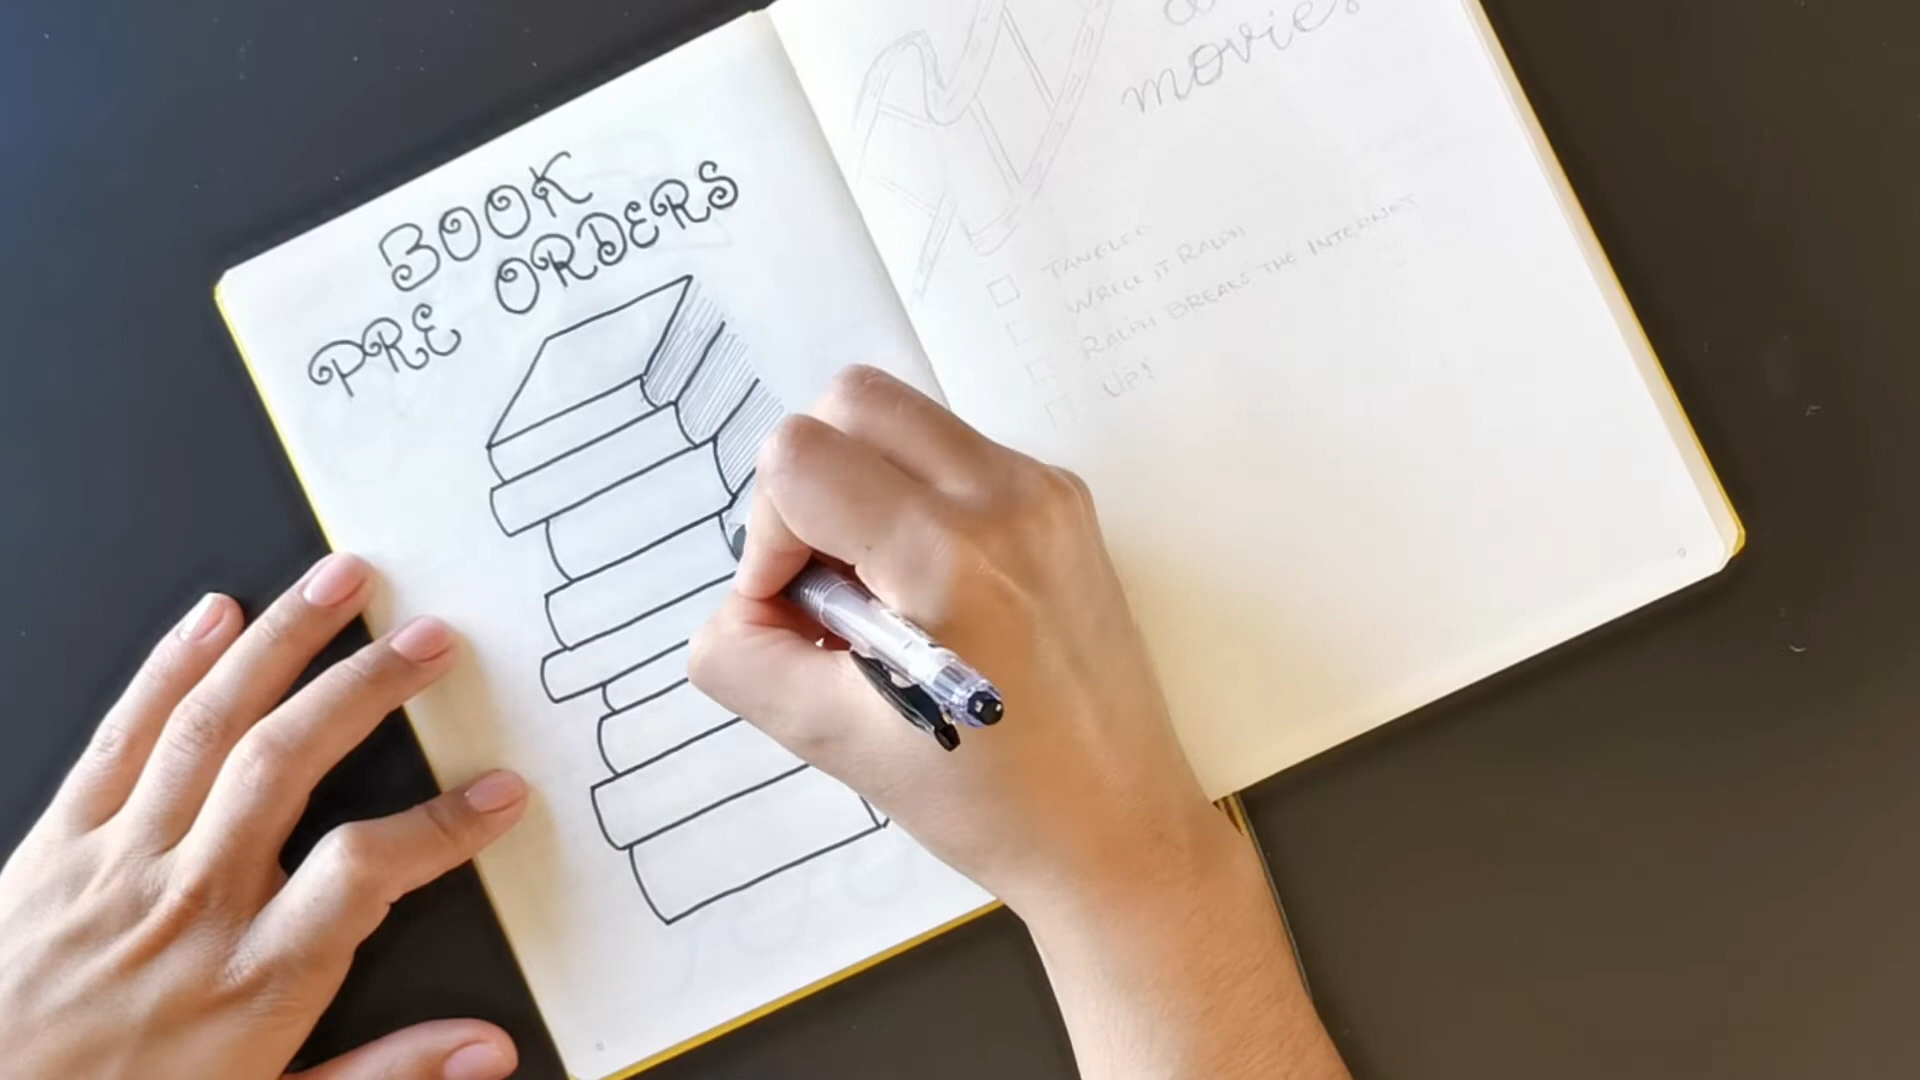 BOOK
PRE ORDERS
movies
TANGLED
WRECK IT RALPH
RALPH BREAKS THE INTERNET
UP!